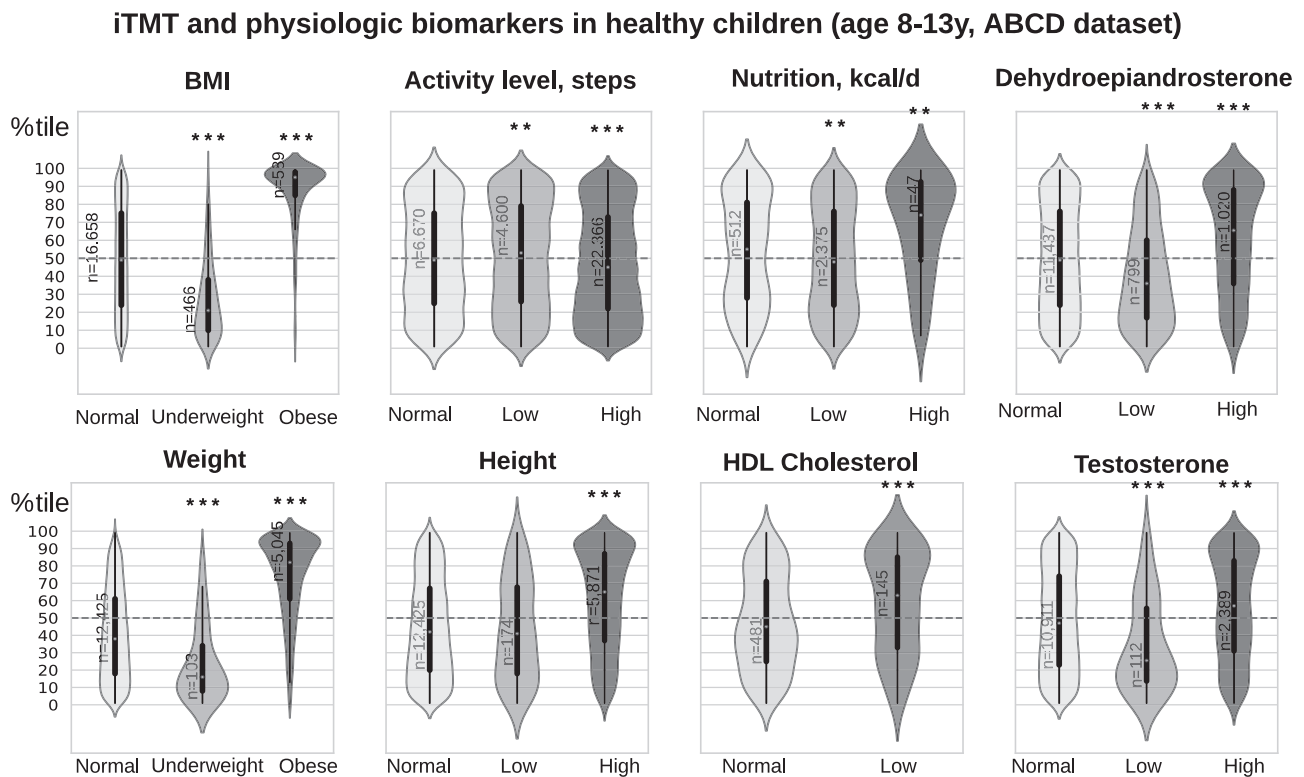 iTMT and physiologic biomarkers in healthy children (age 8-13y, ABCD dataset)
BMI
Activity level, steps
Nutrition, kcal/d
Dehydroepiandrosterone
%tile
*** ***
** ***
** **
*** ***
100
90
80
70
60
50
40
30
20
10
0
n=16.658
n=466
n=539
n=6.670
n=4.600
n=22.366
n=512
n=2.375
n=47
n=11,437
n=799
n=1.020
Normal Underweight Obese
Normal Low High
Normal Low High
Normal Low High
Weight
Height
HDL Cholesterol
Testosterone
%tile
*** ***
***
***
*** ***
100
90
80
70
60
50
40
30
20
10
0
n=12,425
n=103
n=5,045
n=12,425
n=174
n=5,871
n=481
n=145
n=10,911
n=112
n=2,389
Normal Underweight Obese
Normal Low High
Normal Low
Normal Low High